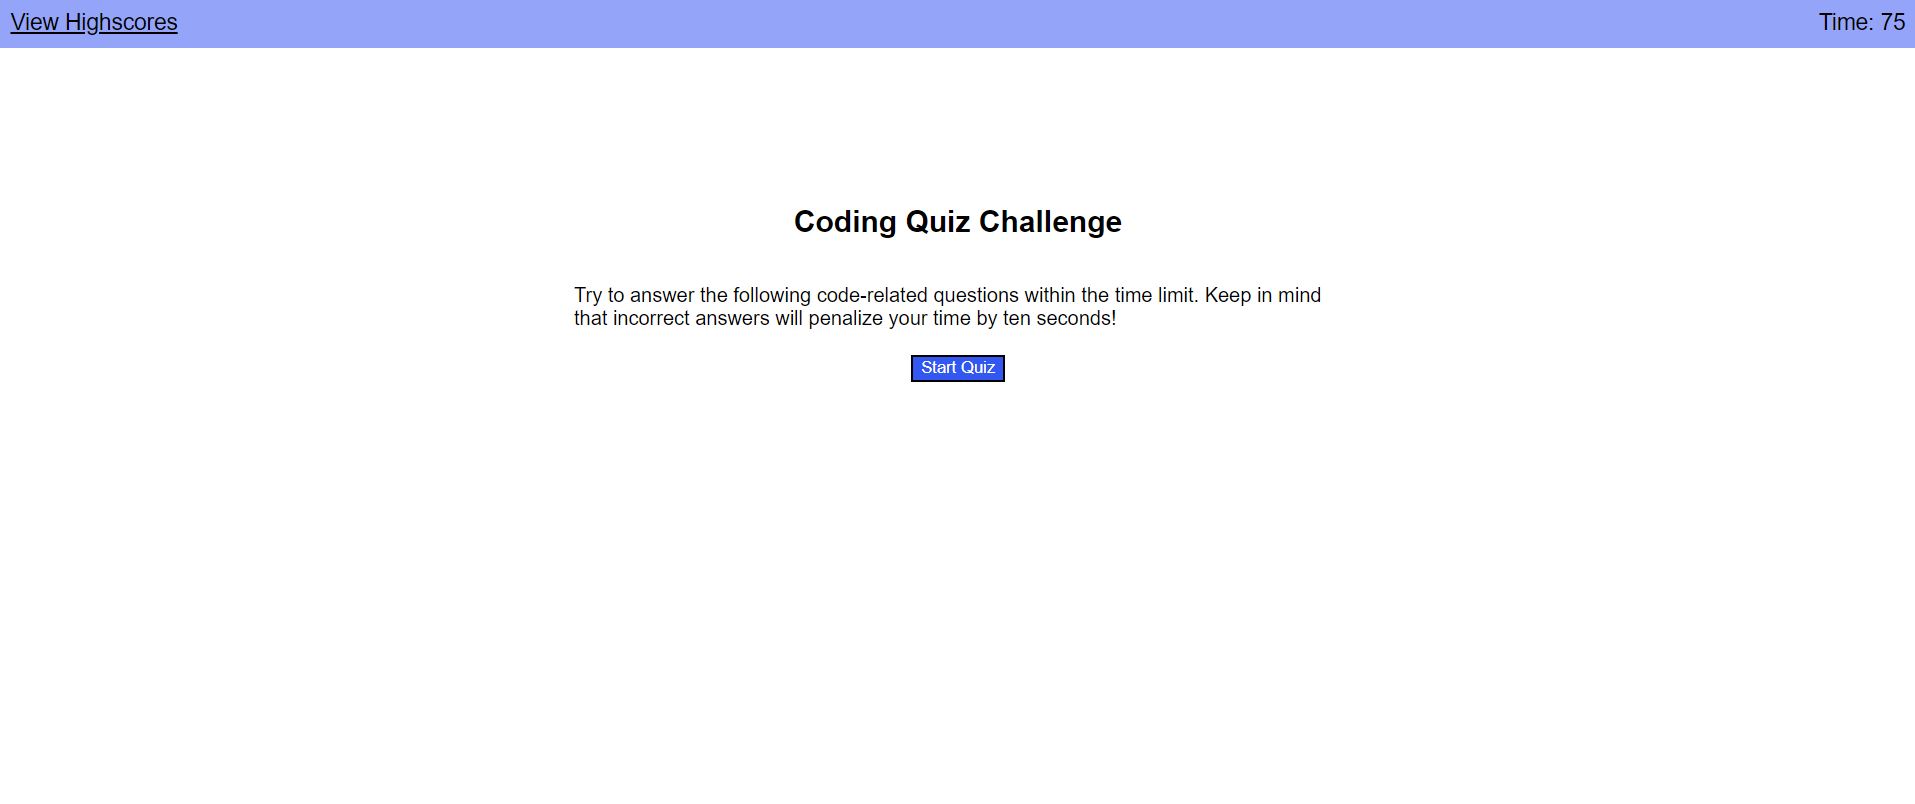 View Highscores
Time: 75
Coding Quiz Challenge
Try to answer the following code-related questions within the time limit. Keep in mind
that incorrect answers will penalize your time by ten seconds!
Start Quiz